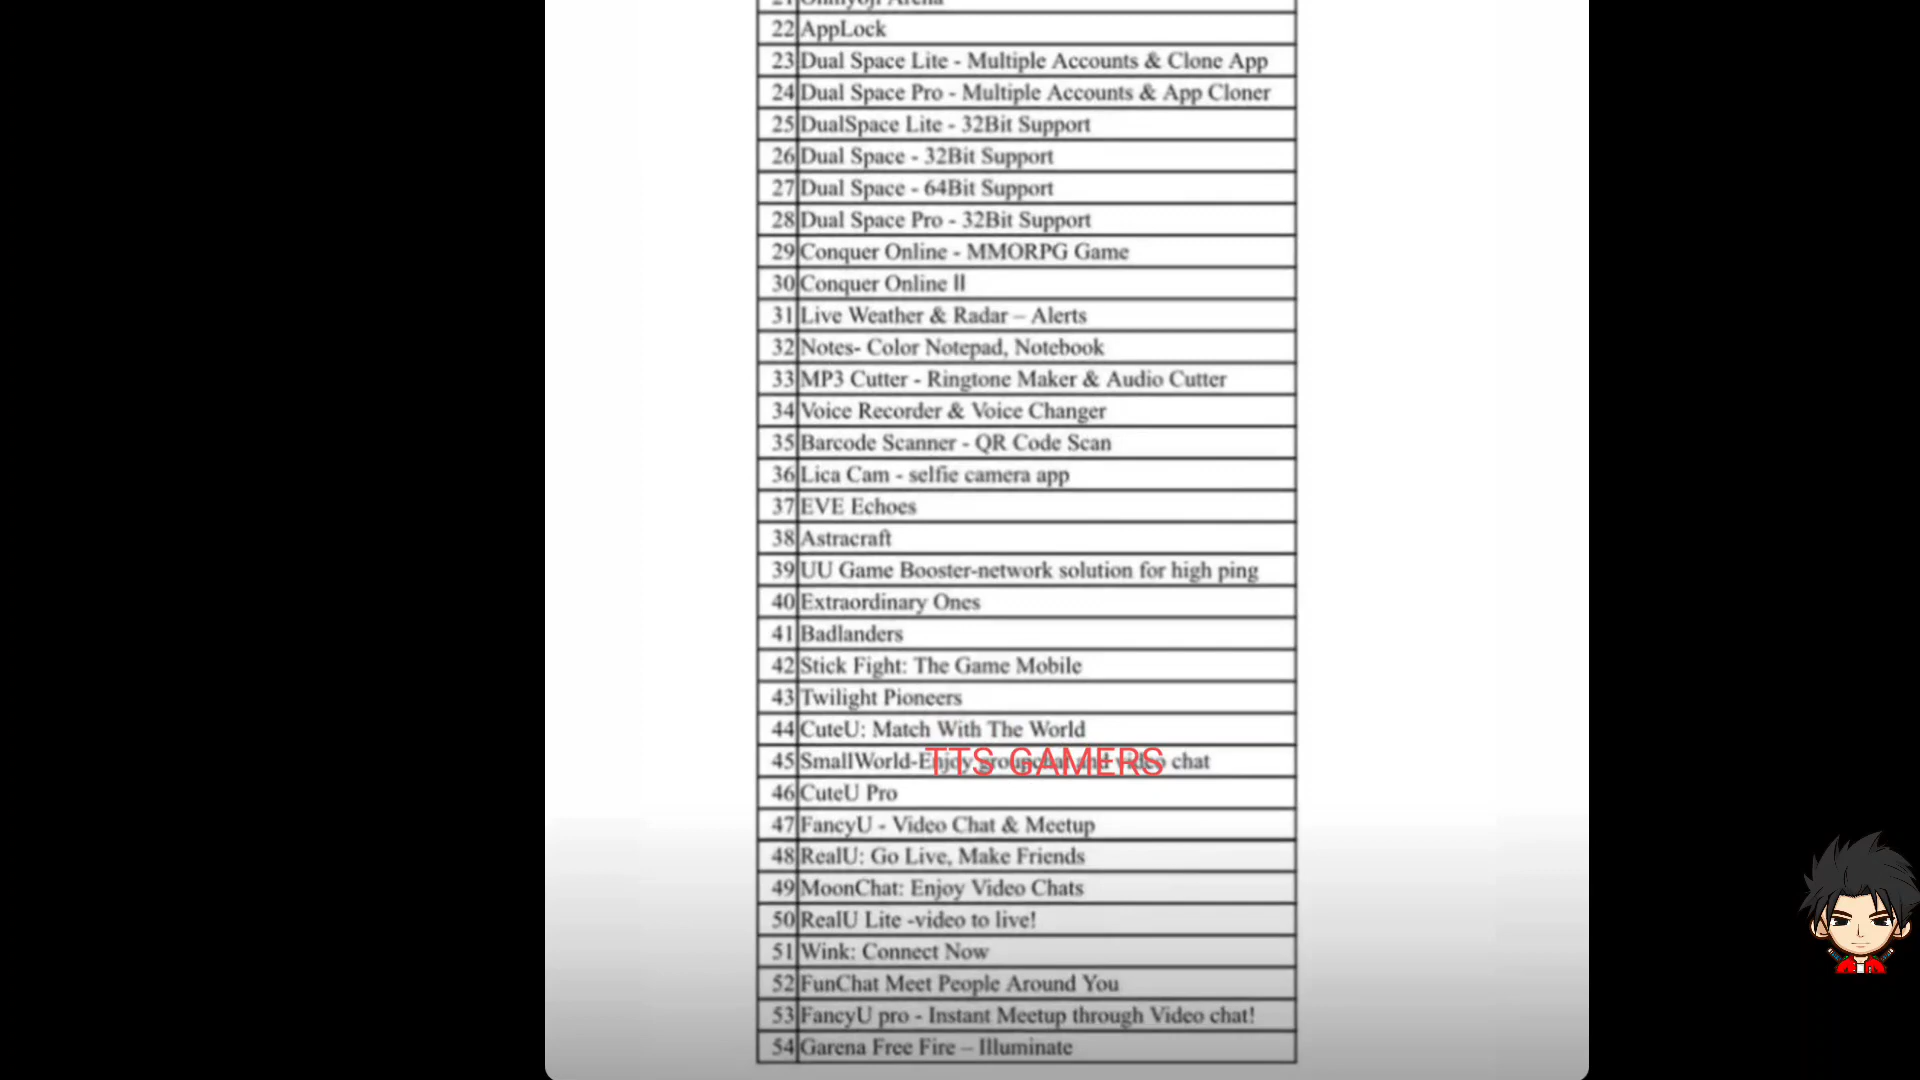 21 Onmyoji Arena
22 AppLock
23 Dual Space Lite - Multiple Accounts & Clone App
24 Dual Space Pro - Multiple Accounts & App Cloner
25 DualSpace Lite - 32Bit Support
26 Dual Space - 32Bit Support
27 Dual Space - 64Bit Support
28 Dual Space Pro - 32Bit Support
29 Conquer Online - MMORPG Game
30 Conquer Online ll
31 Live Weather & Radar – Alerts
32 Notes- Color Notepad, Notebook
33 MP3 Cutter - Ringtone Maker & Audio Cutter
34 Voice Recorder & Voice Changer
35 Barcode Scanner - QR Code Scan
36 Lica Cam - selfie camera app
37 EVE Echoes
38 Astracraft
39 UU Game Booster-network solution for high ping
40 Extraordinary Ones
41 Badlanders
42 Stick Fight: The Game Mobile
43 Twilight Pioneers
44 CuteU: Match With The World
45 SmallWorld-Enjoy groupchat and video chat
TTS GAMERS
46 CuteU Pro
47 FancyU - Video Chat & Meetup
48 RealU: Go Live, Make Friends
49 MoonChat: Enjoy Video Chats
50 RealU Lite -video to live!
51 Wink: Connect Now
52 FunChat Meet People Around You
53 FancyU pro - Instant Meetup through Video chat!
54 Garena Free Fire – Illuminate